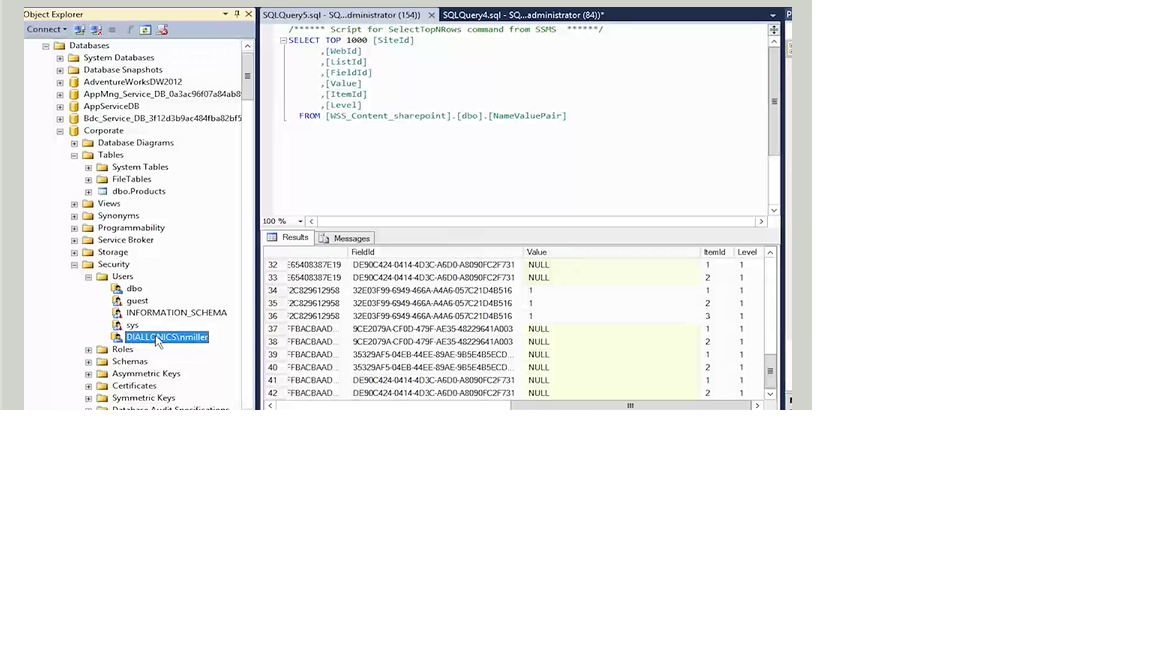 Object Explorer
Connect
Databases
System Databases
Database Snapshots
AdventureWorksDW2012
AppMng_Service_DB_0a3ac96f07a84ab8
AppServiceDB
Bdc_Service_DB_3f12d3b9ac484fba82bf5
Corporate
Database Diagrams
Tables
System Tables
FileTables
dbo.Products
Views
Synonyms
Programmability
Service Broker
Storage
Security
Users
dbo
guest
INFORMATION_SCHEMA
sys
DIALLONICS\nmiller
Roles
Schemas
Asymmetric Keys
Certificates
Symmetric Keys
Database Audit Specifications
SQLQuery5.sql - SQ...dministrator (154)) SQLQuery4.sql - SQ...administrator (84))*
/****** Script for SelectTopNRows command from SSMS ******/
SELECT TOP 1000 [SiteId]
,[WebId]
,[ListId]
,[FieldId]
,[Value]
,[ItemId]
,[Level]
FROM [WSS_Content_sharepoint].[dbo].[NameValuePair]
100 %
Results Messages
FieldId Value ItemId Level
32 E65408387E19 DE90C424-0414-4D3C-A6D0-A8090FC2F731 NULL 1 1
33 E65408387E19 DE90C424-0414-4D3C-A6D0-A8090FC2F731 NULL 2 1
34 2C829612958 32E03F99-6949-466A-A4A6-057C21D4B516 1 1 1
35 2C829612958 32E03F99-6949-466A-A4A6-057C21D4B516 1 2 1
36 2C829612958 32E03F99-6949-466A-A4A6-057C21D4B516 1 3 1
37 FFBACBAAD... 9CE2079A-CF0D-479F-AE35-48229641A003 NULL 1 1
38 FFBACBAAD... 9CE2079A-CF0D-479F-AE35-48229641A003 NULL 2 1
39 FFBACBAAD... 35329AF5-04EB-44EE-89AE-9B5E4B5ECD... NULL 1 1
40 FFBACBAAD... 35329AF5-04EB-44EE-89AE-9B5E4B5ECD... NULL 2 1
41 FFBACBAAD... DE90C424-0414-4D3C-A6D0-A8090FC2F731 NULL 1 1
42 FFBACBAAD... DE90C424-0414-4D3C-A6D0-A8090FC2F731 NULL 2 1